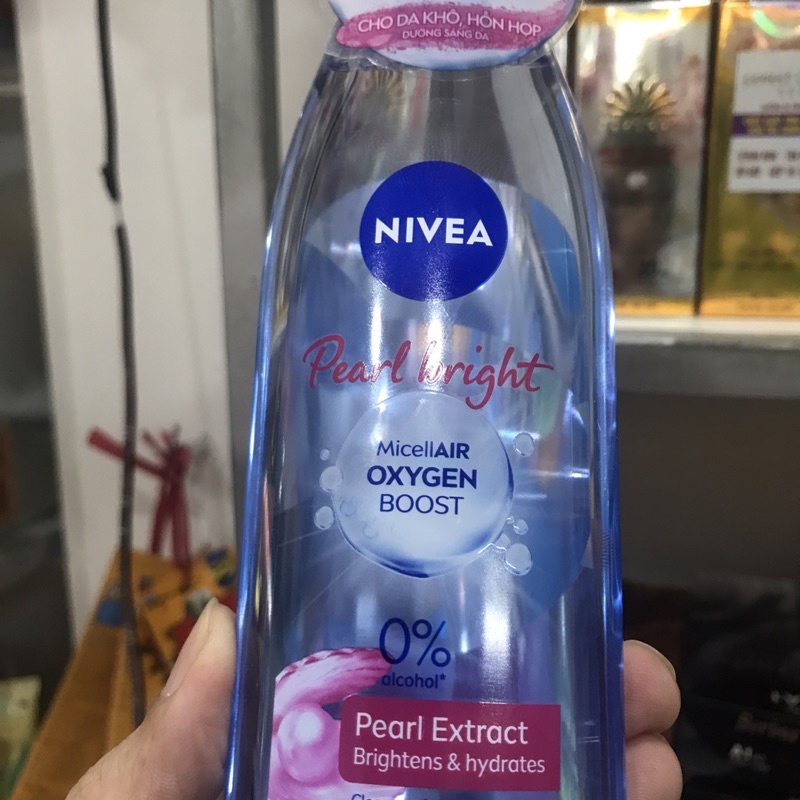 CHO DA KHÔ, HỖN HỢP
DƯỠNG SÁNG DA
NIVEA
Pearl bright
MicellAIR
OXYGEN
BOOST
0%
alcohol*
Pearl Extract
Brightens & hydrates